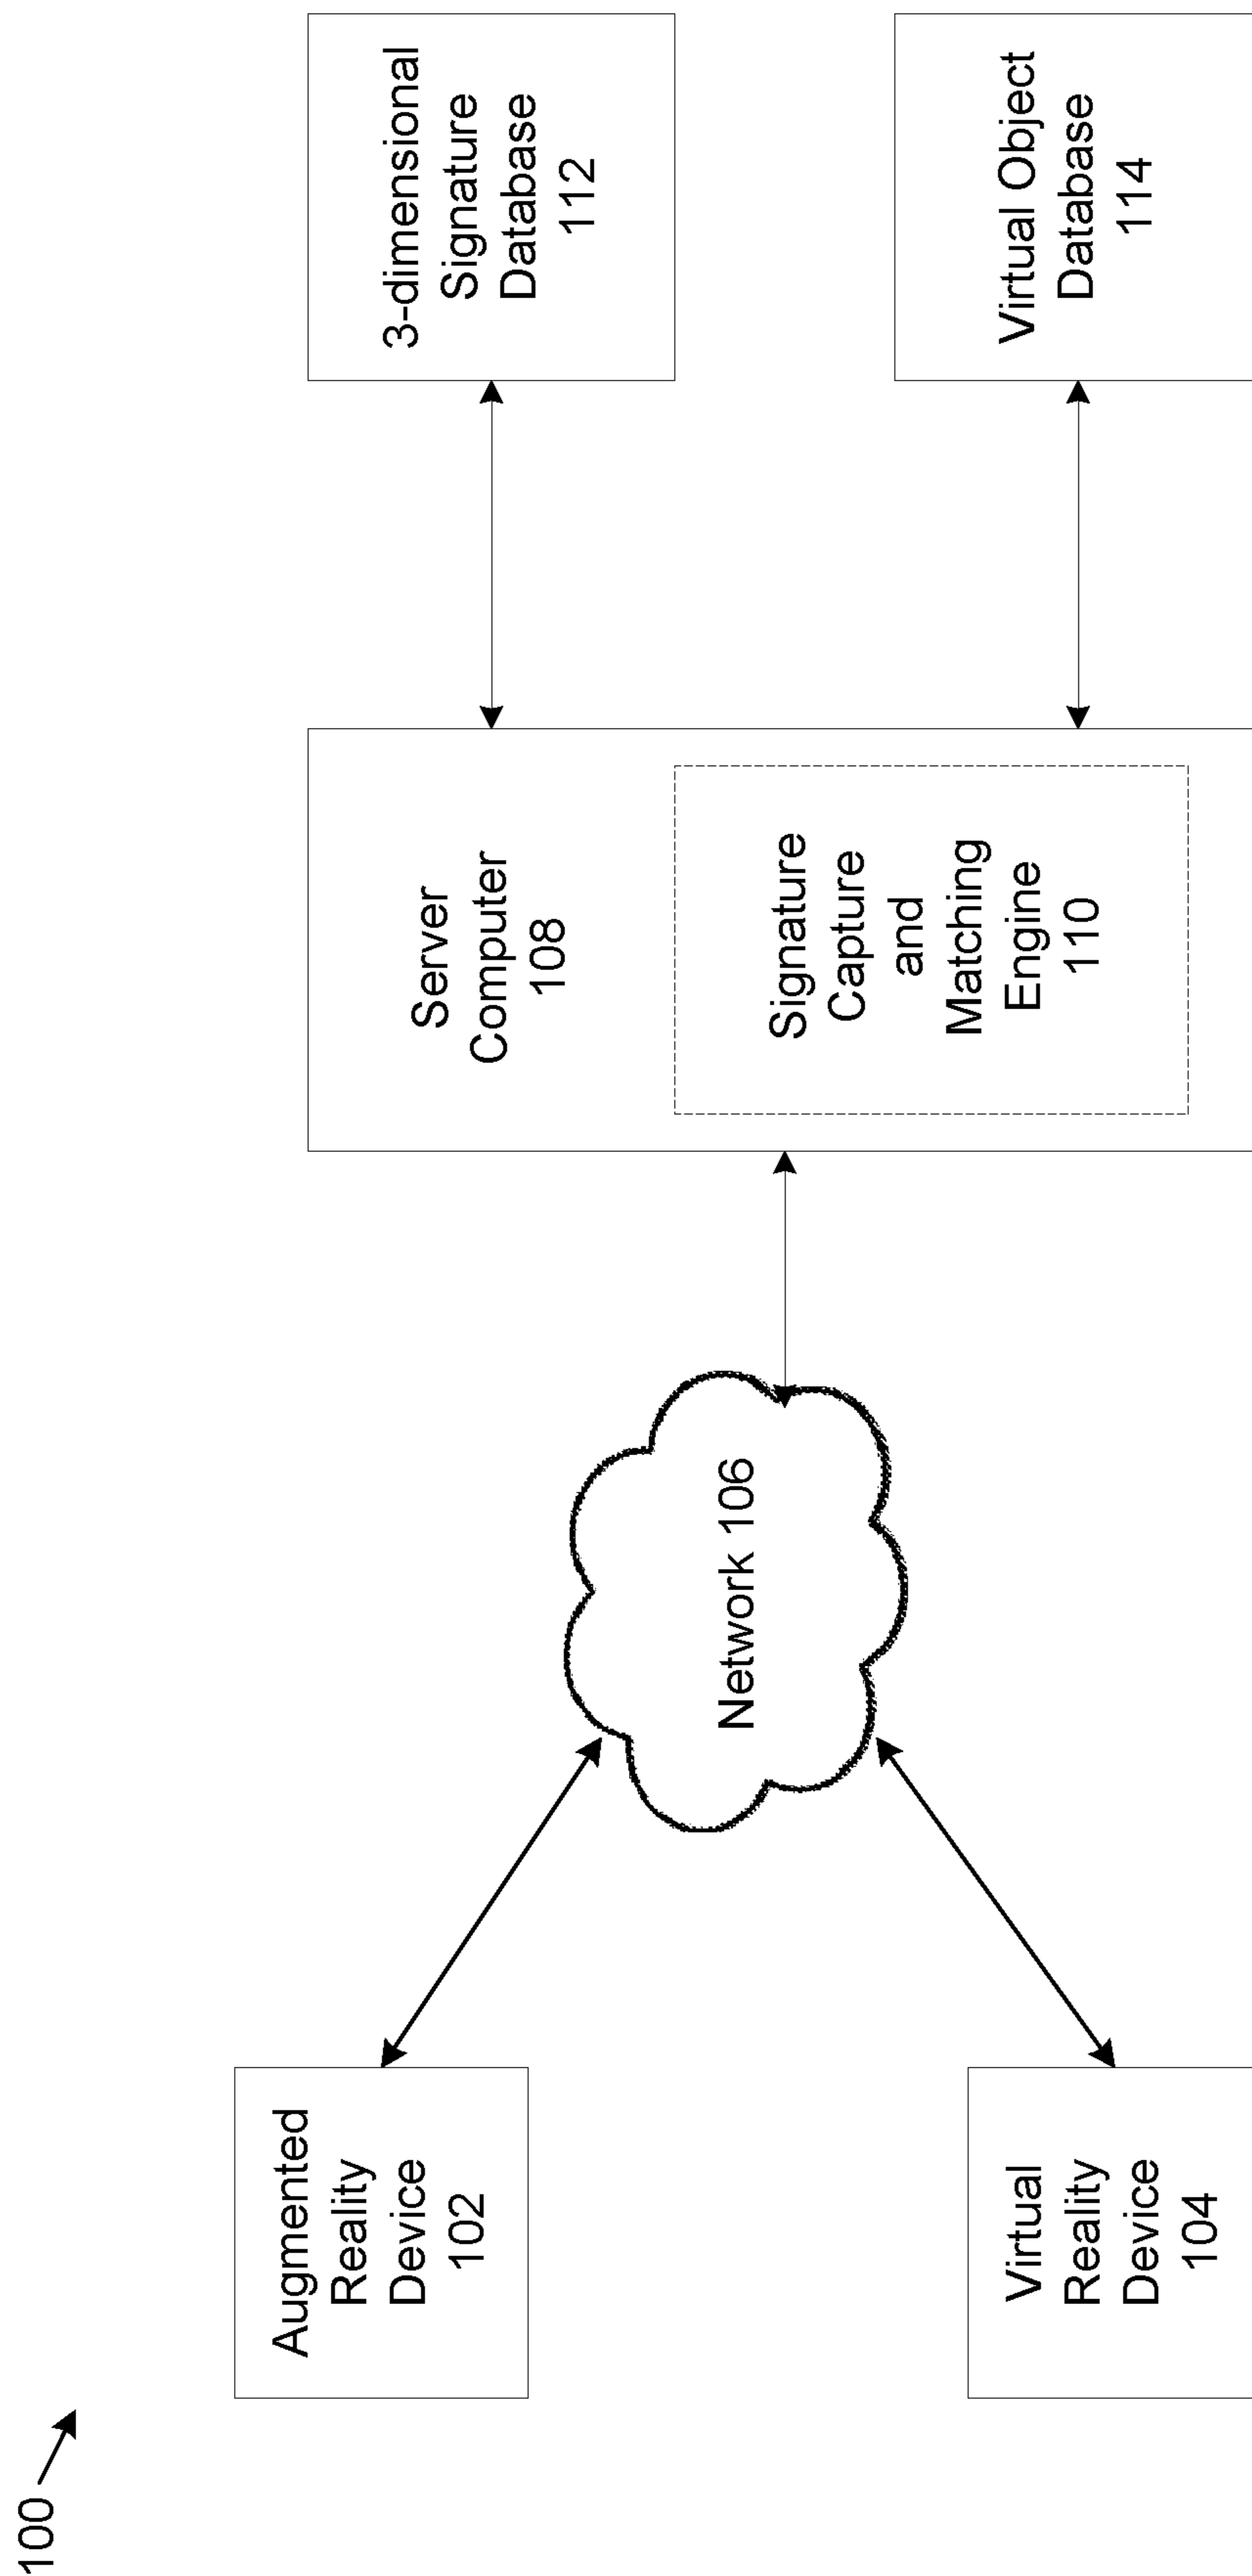 100
Augmented
Reality
Device
102
Virtual
Reality
Device
104
Network 106
Server
Computer
108
Signature
Capture
and
Matching
Engine
110
3-dimensional
Signature
Database
112
Virtual Object
Database
114